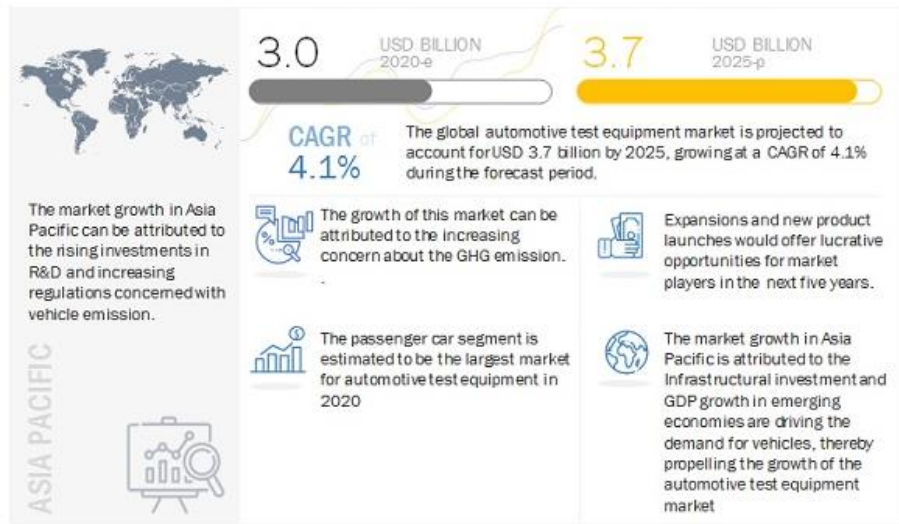 3.0
USD BILLION
2020-e
3.7
USD BILLION
2025-p
CAGR of
4.1%
The global automotive test equipment market is projected to
account forUSD 3.7 billion by 2025, growing at a CAGR of 4.1%
during the forecast period.
The market growth in Asia
Pacific can be attributed to
the rising investments in
R&D and increasing
regulations concerned with
vehicle emission.
ASIA PACIFIC
The growth of this market can be
attributed to the increasing
concern about the GHG emission.
.
Expansions and new product
launches would offer lucrative
opportunities for market
players in the next five years.
The passenger car segment is
estimated to be the largest market
for automotive test equipment in
2020
The market growth in Asia
Pacific is attributed to the
Infrastructural investment and
GDP growth in emerging
economies are driving the
demand for vehicles, thereby
propelling the growth of the
automotive test equipment
market